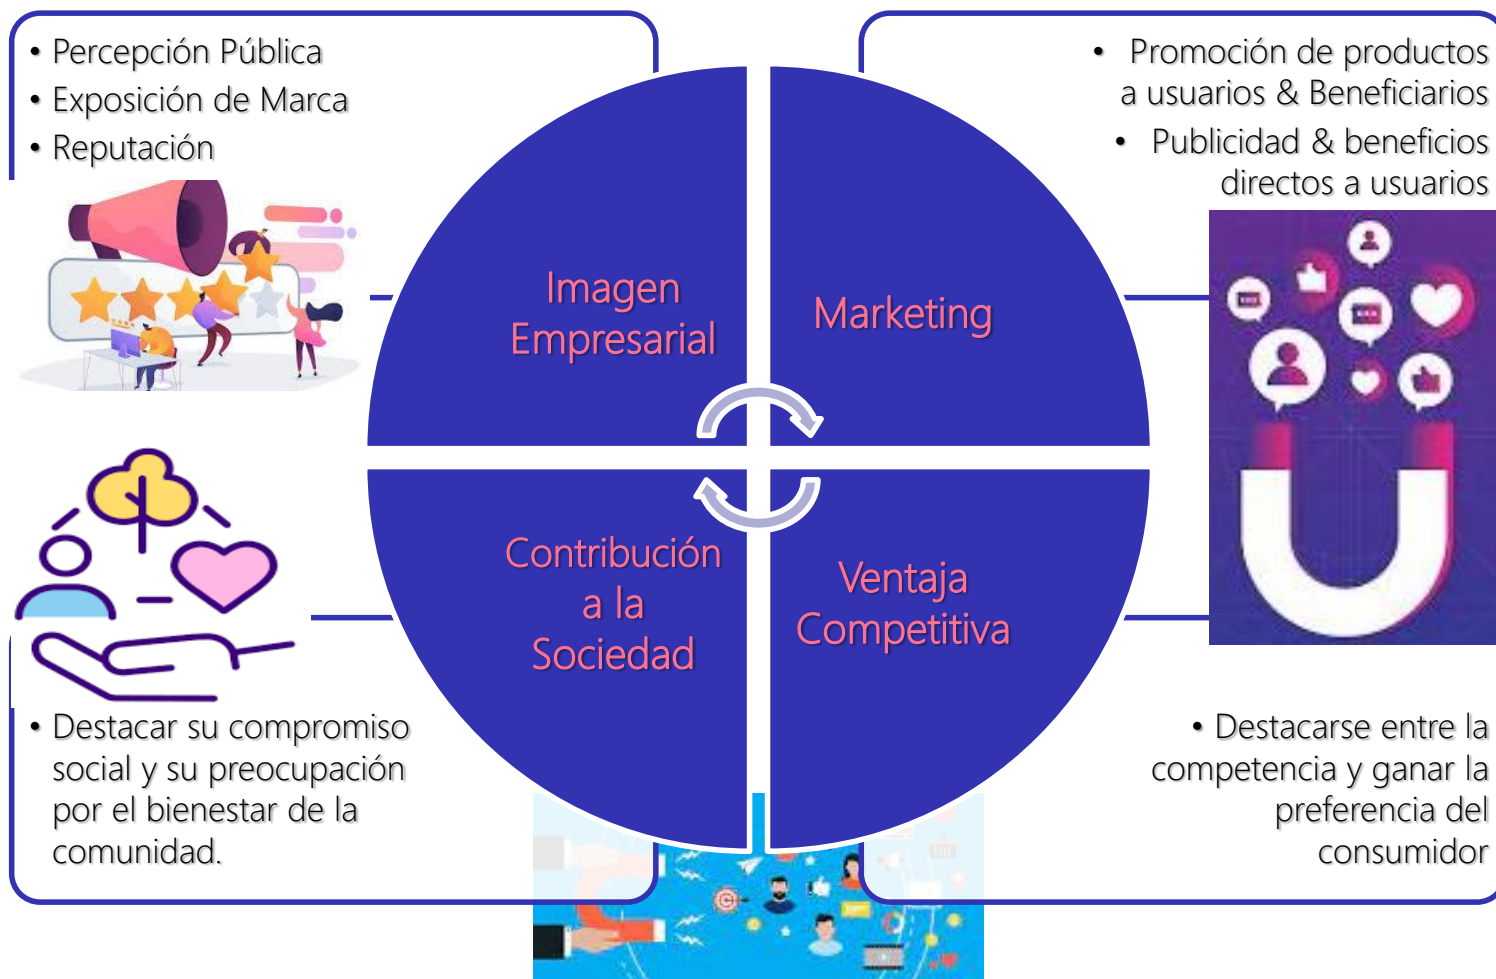 • Percepción Pública
• Exposición de Marca
• Reputación
• Promoción de productos
a usuarios & Beneficiarios
• Publicidad & beneficios
directos a usuarios
Imagen
Empresarial
Marketing
Contribución
a la
Sociedad
Ventaja
Competitiva
• Destacar su compromiso
social y su preocupación
por el bienestar de la
comunidad.
• Destacarse entre la
competencia y ganar la
preferencia del
consumidor